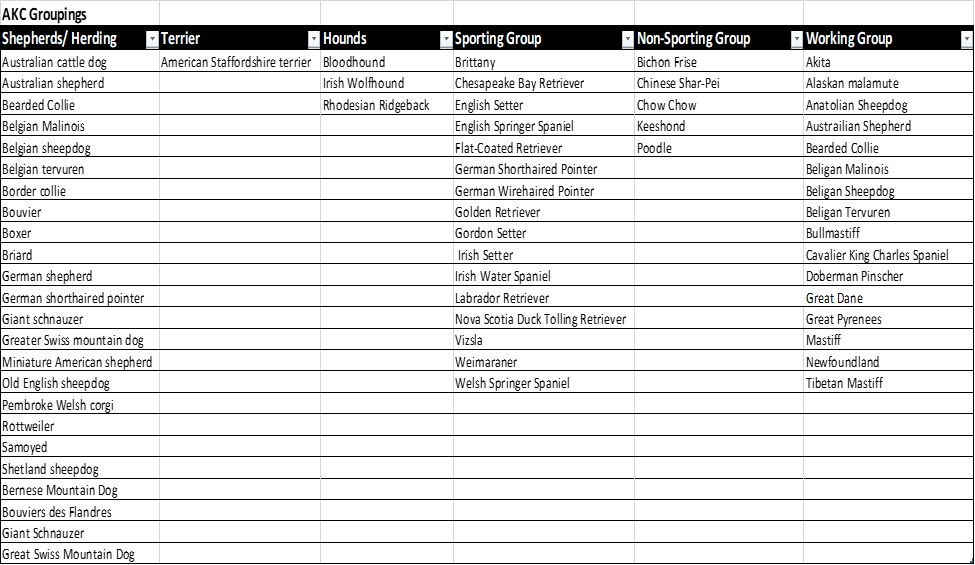 AKC Groupings
Shepherds/ Herding Terrier Hounds Sporting Group Non-Sporting Group Working Group
Australian cattle dog American Staffordshire terrier Bloodhound Brittany Bichon Frise Akita
Australian shepherd Irish Wolfhound Chesapeake Bay Retriever Chinese Shar-Pei Alaskan malamute
Bearded Collie Rhodesian Ridgeback English Setter Chow Chow Anatolian Sheepdog
Belgian Malinois English Springer Spaniel Keeshond Austrailian Shepherd
Belgian sheepdog Flat-Coated Retriever Poodle Bearded Collie
Belgian tervuren German Shorthaired Pointer Beligan Malinois
Border collie German Wirehaired Pointer Beligan Sheepdog
Bouvier Golden Retriever Beligan Tervuren
Boxer Gordon Setter Bullmastiff
Briard Irish Setter Cavalier King Charles Spaniel
German shepherd Irish Water Spaniel Doberman Pinscher
German shorthaired pointer Labrador Retriever Great Dane
Giant schnauzer Nova Scotia Duck Tolling Retriever Great Pyrenees
Greater Swiss mountain dog Vizsla Mastiff
Miniature American shepherd Weimaraner Newfoundland
Old English sheepdog Welsh Springer Spaniel Tibetan Mastiff
Pembroke Welsh corgi
Rottweiler
Samoyed
Shetland sheepdog
Bernese Mountain Dog
Bouviers des Flandres
Giant Schnauzer
Great Swiss Mountain Dog